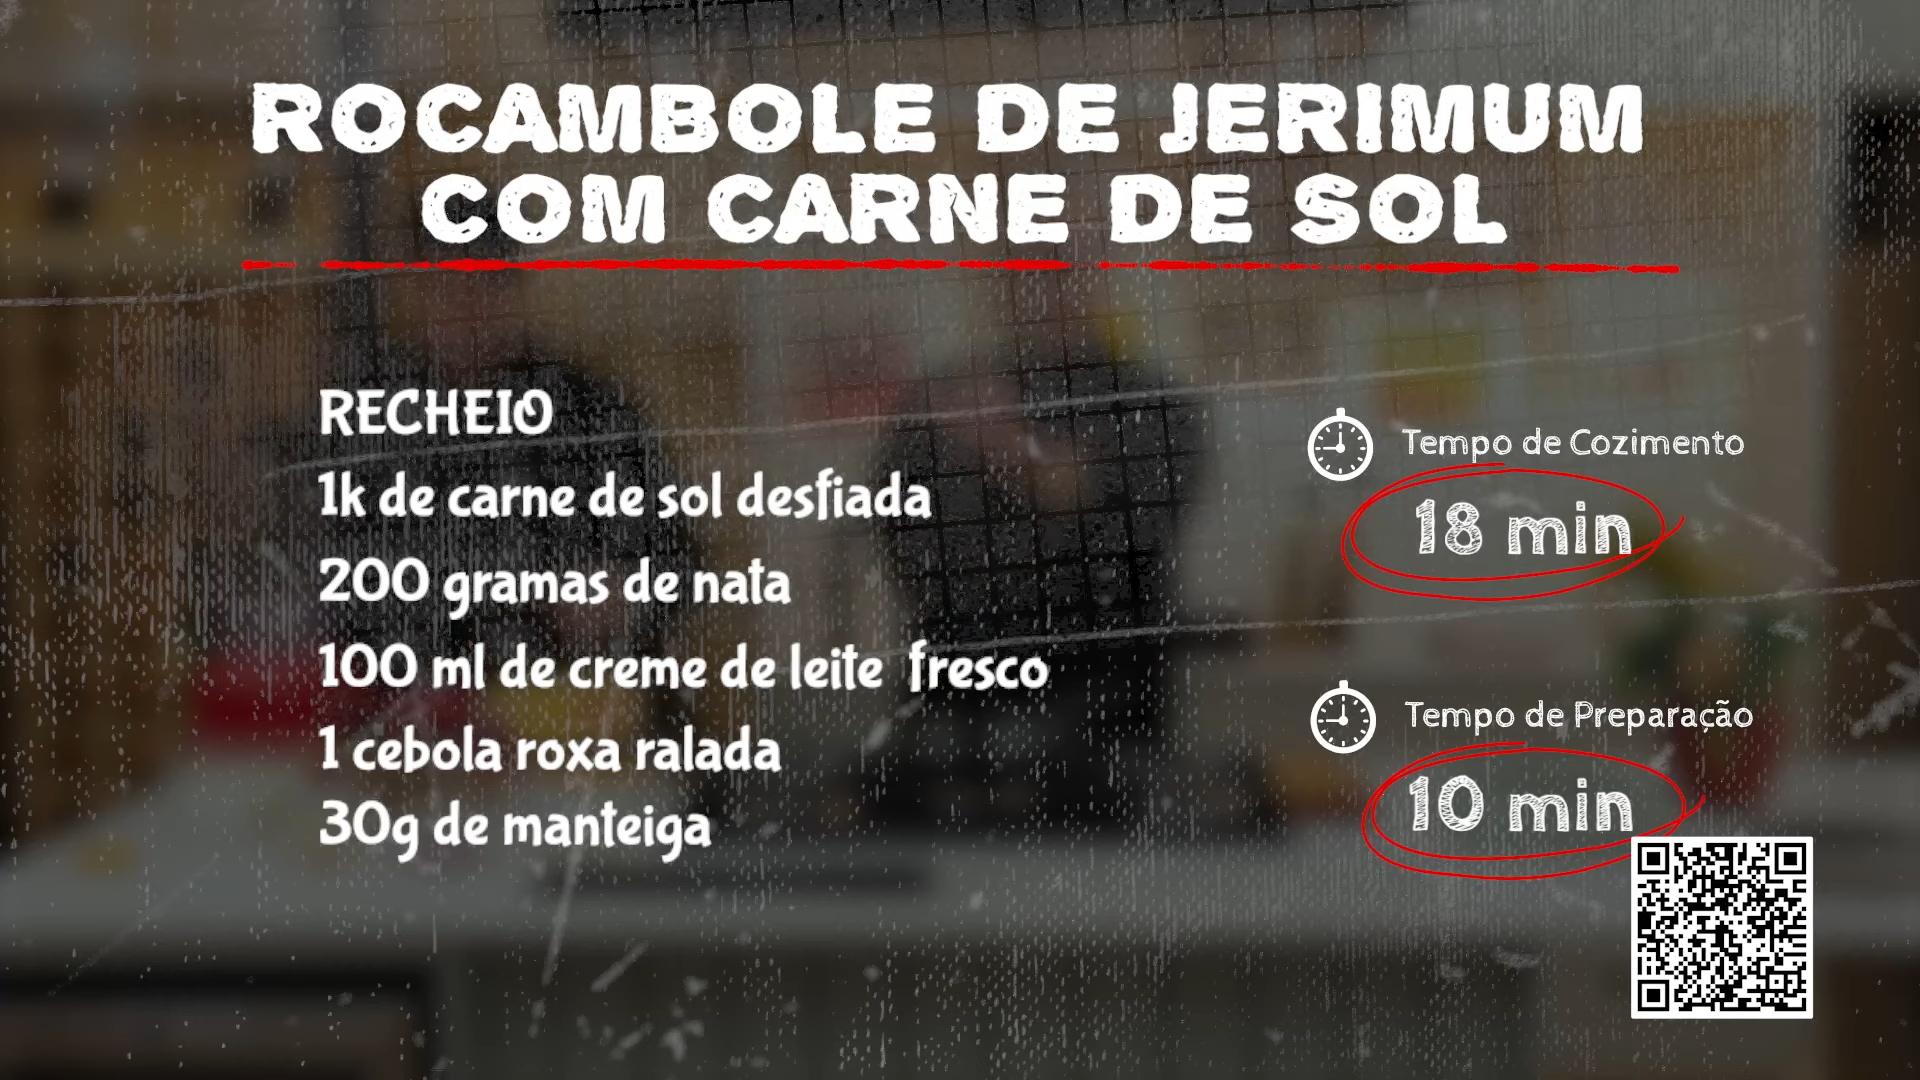 ROCAMBOLE DE JERIMUM
COM CARNE DE SOL
RECHEIO
1k de carne de sol desfiada
200 gramas de nata
100 ml de creme de leite fresco
1 cebola roxa ralada
30g de manteiga
Tempo de Cozimento
18 min
Tempo de Preparação
10 min